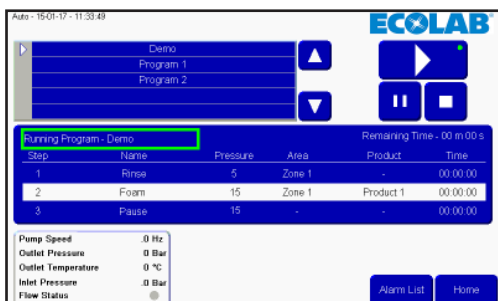 Auto - 15-01-17 - 11:33:49
ECOLAB®
Demo
Program 1
Program 2
Running Program - Demo
Remaining Time - 00 m 00 s
Step Name Pressure Area Product Time
1 Rinse 5 Zone 1 - 00:00:00
2 Foam 15 Zone 1 Product 1 00:00:00
3 Pause 15 - - 00:00:00
Pump Speed .0 Hz
Outlet Pressure 0 Bar
Outlet Temperature 0 °C
Inlet Pressure .0 Bar
Flow Status
Alarm List Home